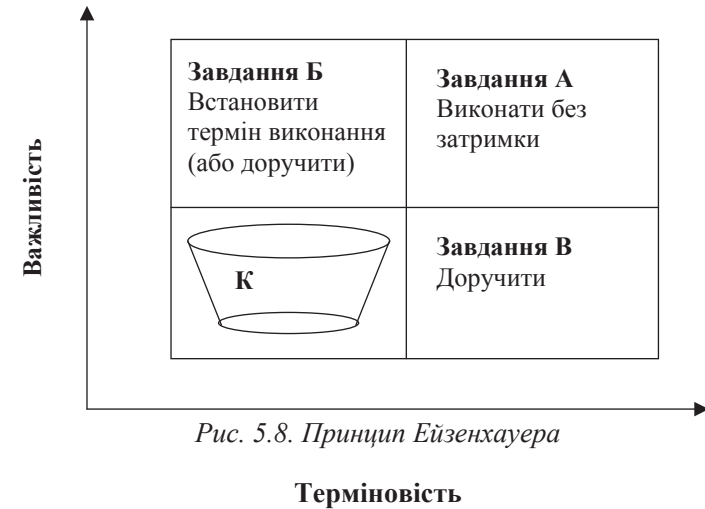 Важливість
Завдання Б
Встановити
термін виконання
(або доручити)
Завдання А
Виконати без
затримки
К
Завдання В
Доручити
Рис. 5.8. Принцип Ейзенхауера
Терміновість